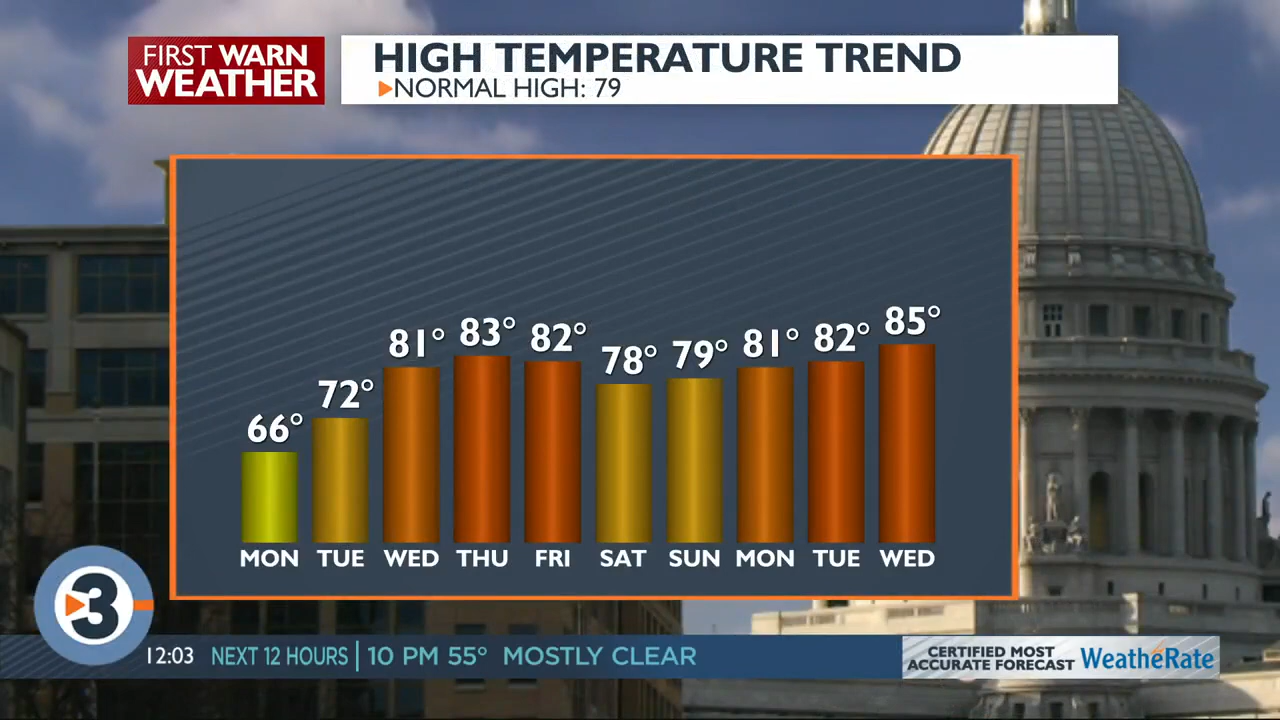 FIRST WARN
WEATHER
HIGH TEMPERATURE TREND
NORMAL HIGH: 79
66° 72° 81° 83° 82° 78° 79° 81° 82° 85°
MON TUE WED THU FRI SAT SUN MON TUE WED
3
12:03 NEXT 12 HOURS 10 PM 55° MOSTLY CLEAR
CERTIFIED MOST
ACCURATE FORECAST WeatheRate